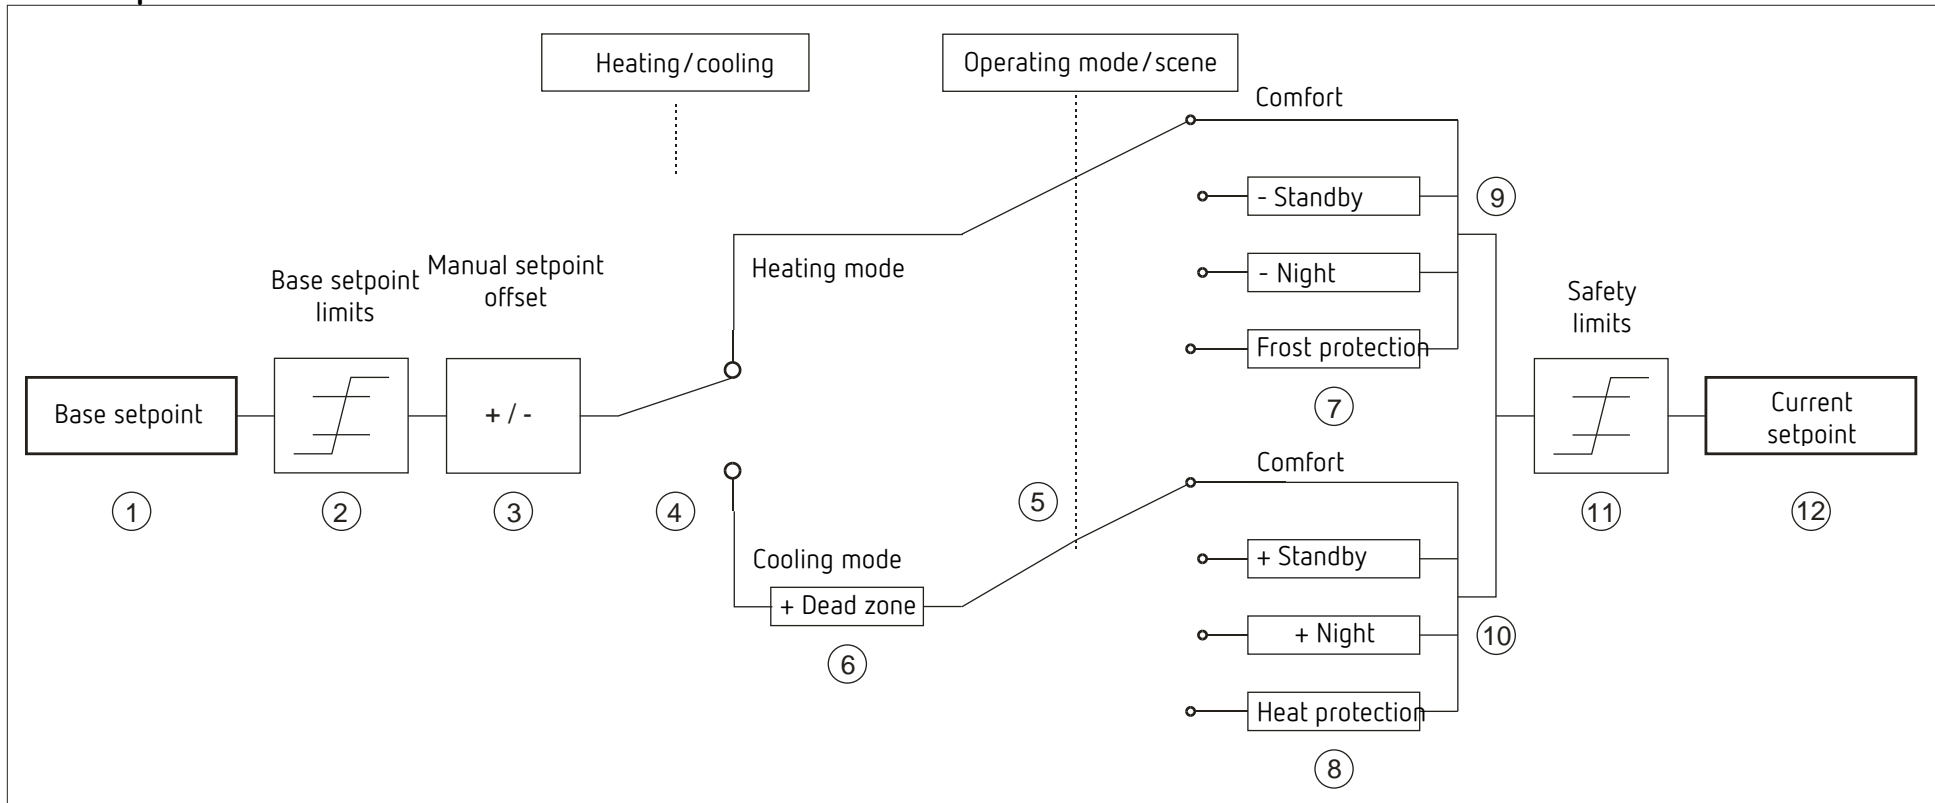 Heating/cooling
Operating mode/scene
Comfort
- Standby
9
- Night
Heating mode
Manual setpoint
offset
Base setpoint
limits
Safety
limits
Frost protection
7
Base setpoint
+ / -
Current
setpoint
Comfort
1
2
3
4
5
11
12
Cooling mode
+ Standby
+ Dead zone
+ Night
10
6
Heat protection
8